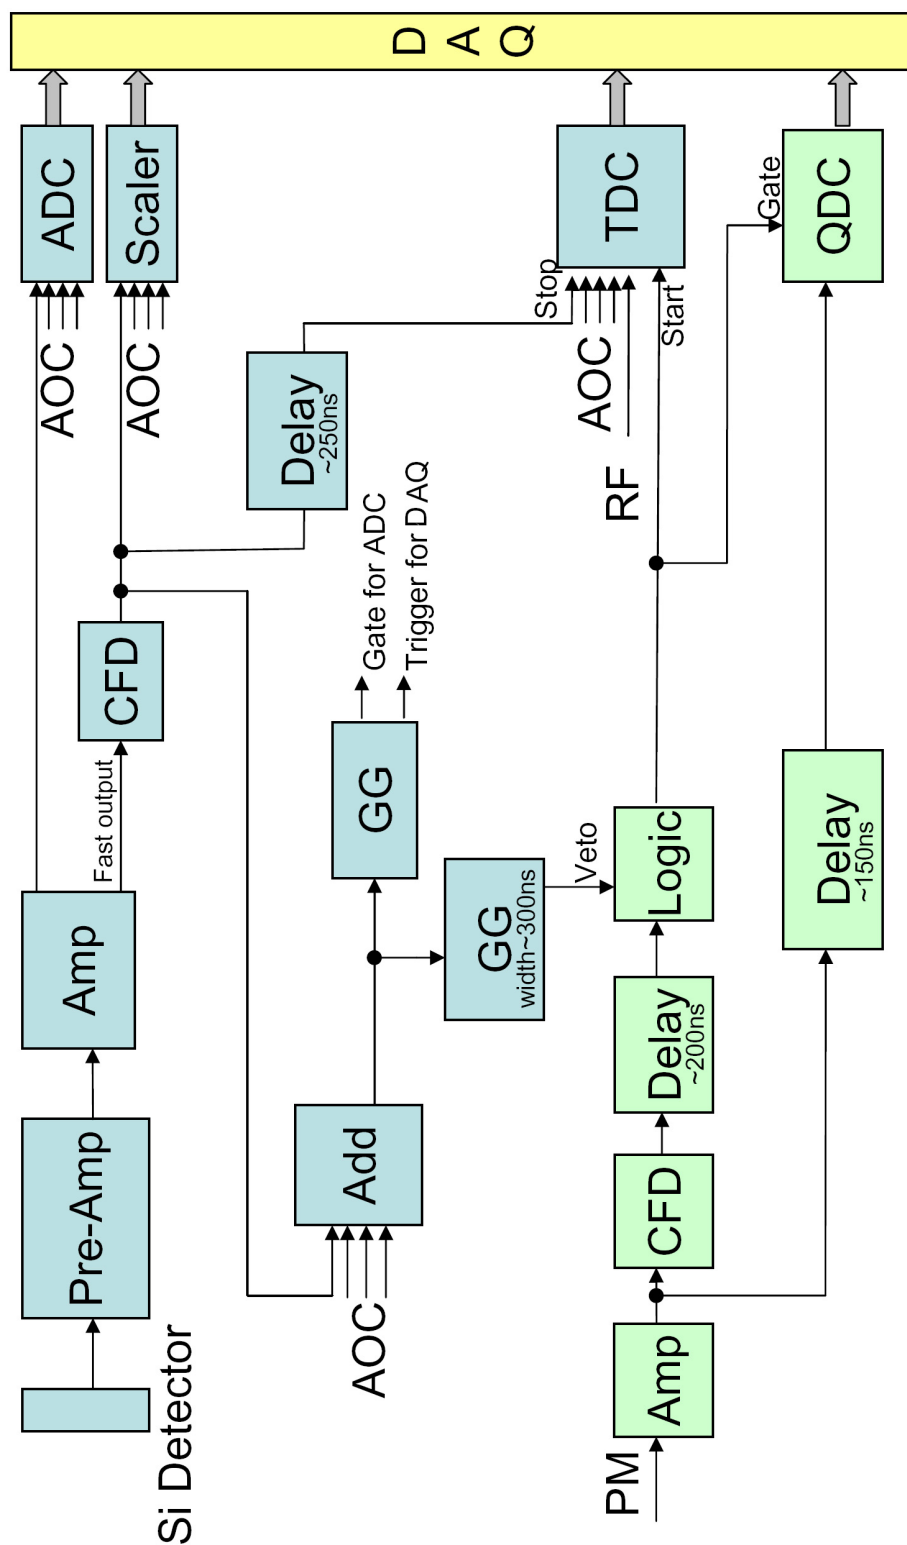 Si Detector
Pre-Amp
Amp
Fast output
CFD
AOC
ADC
AOC
Scaler
Delay
~250ns
AOC
Add
GG
Gate for ADC
Trigger for DAQ
GG
width~300ns
Veto
Stop
AOC
RF
Start
TDC
PM
Amp
CFD
Delay
~200ns
Logic
Delay
~150ns
Gate
QDC
D
A
Q